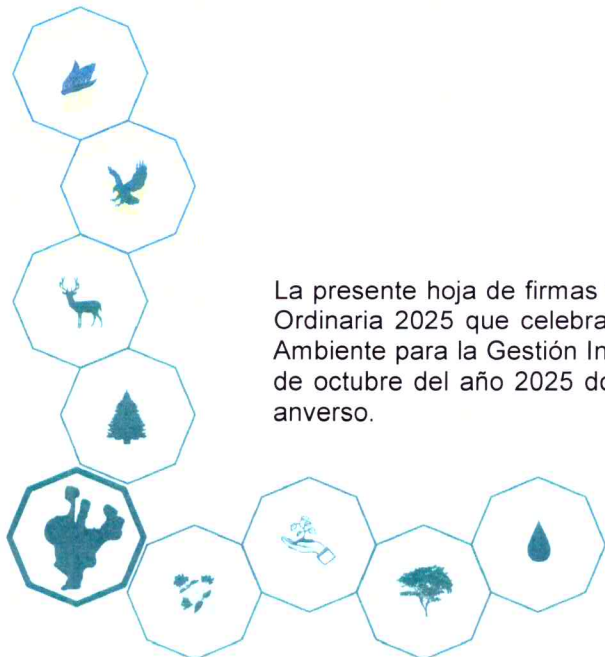 La presente hoja de firmas
Ordinaria 2025 que celebra
Ambiente para la Gestión In
de octubre del año 2025 do
anverso.